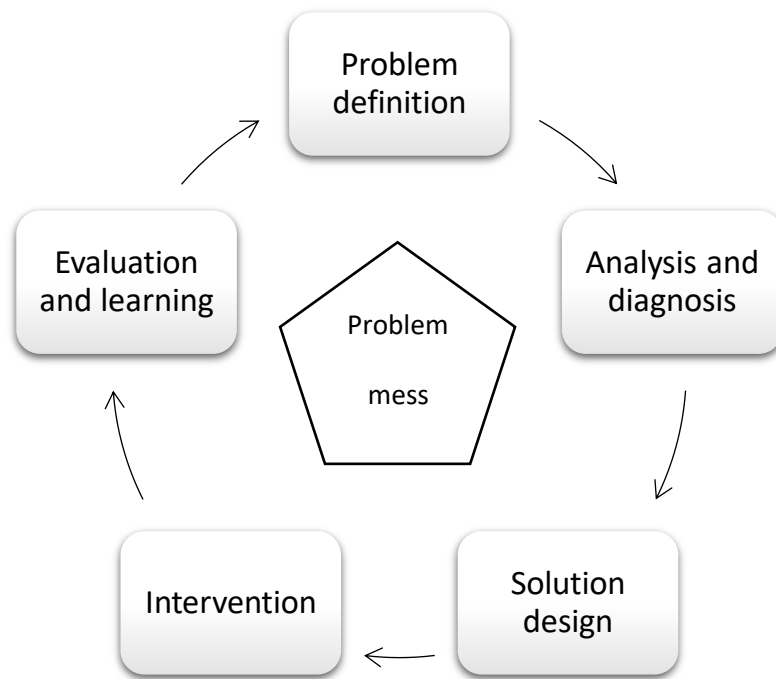 Problem
definition
Analysis and
diagnosis
Solution
design
Intervention
Evaluation
and learning
Problem
mess